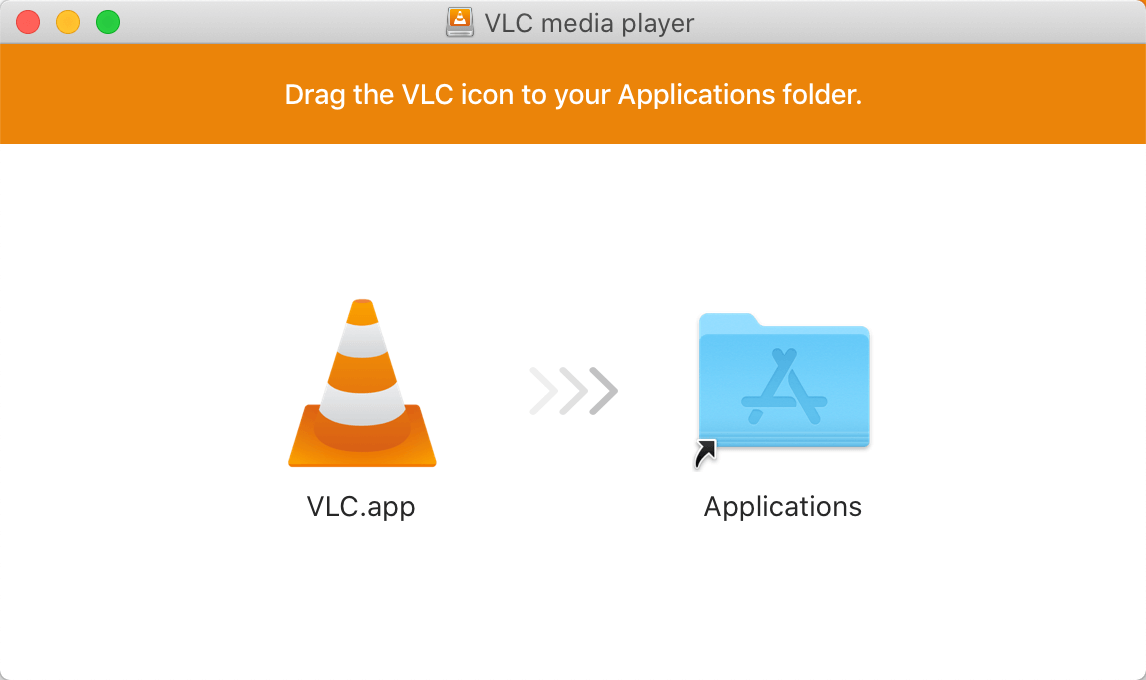 VLC media player
Drag the VLC icon to your Applications folder.
VLC.app
Applications